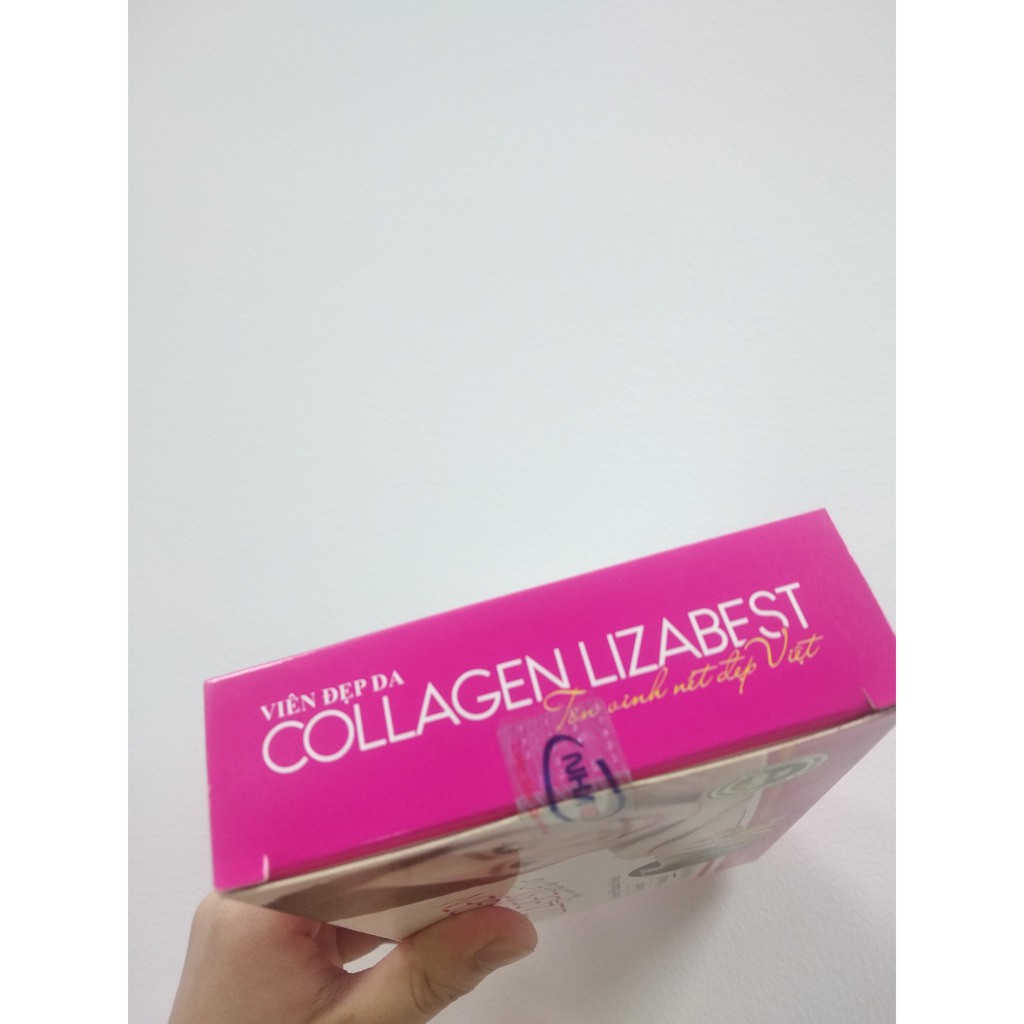 VIÊN ĐẸP DA
COLLAGEN LIZABEST
Tôn vinh nét đẹp Việt